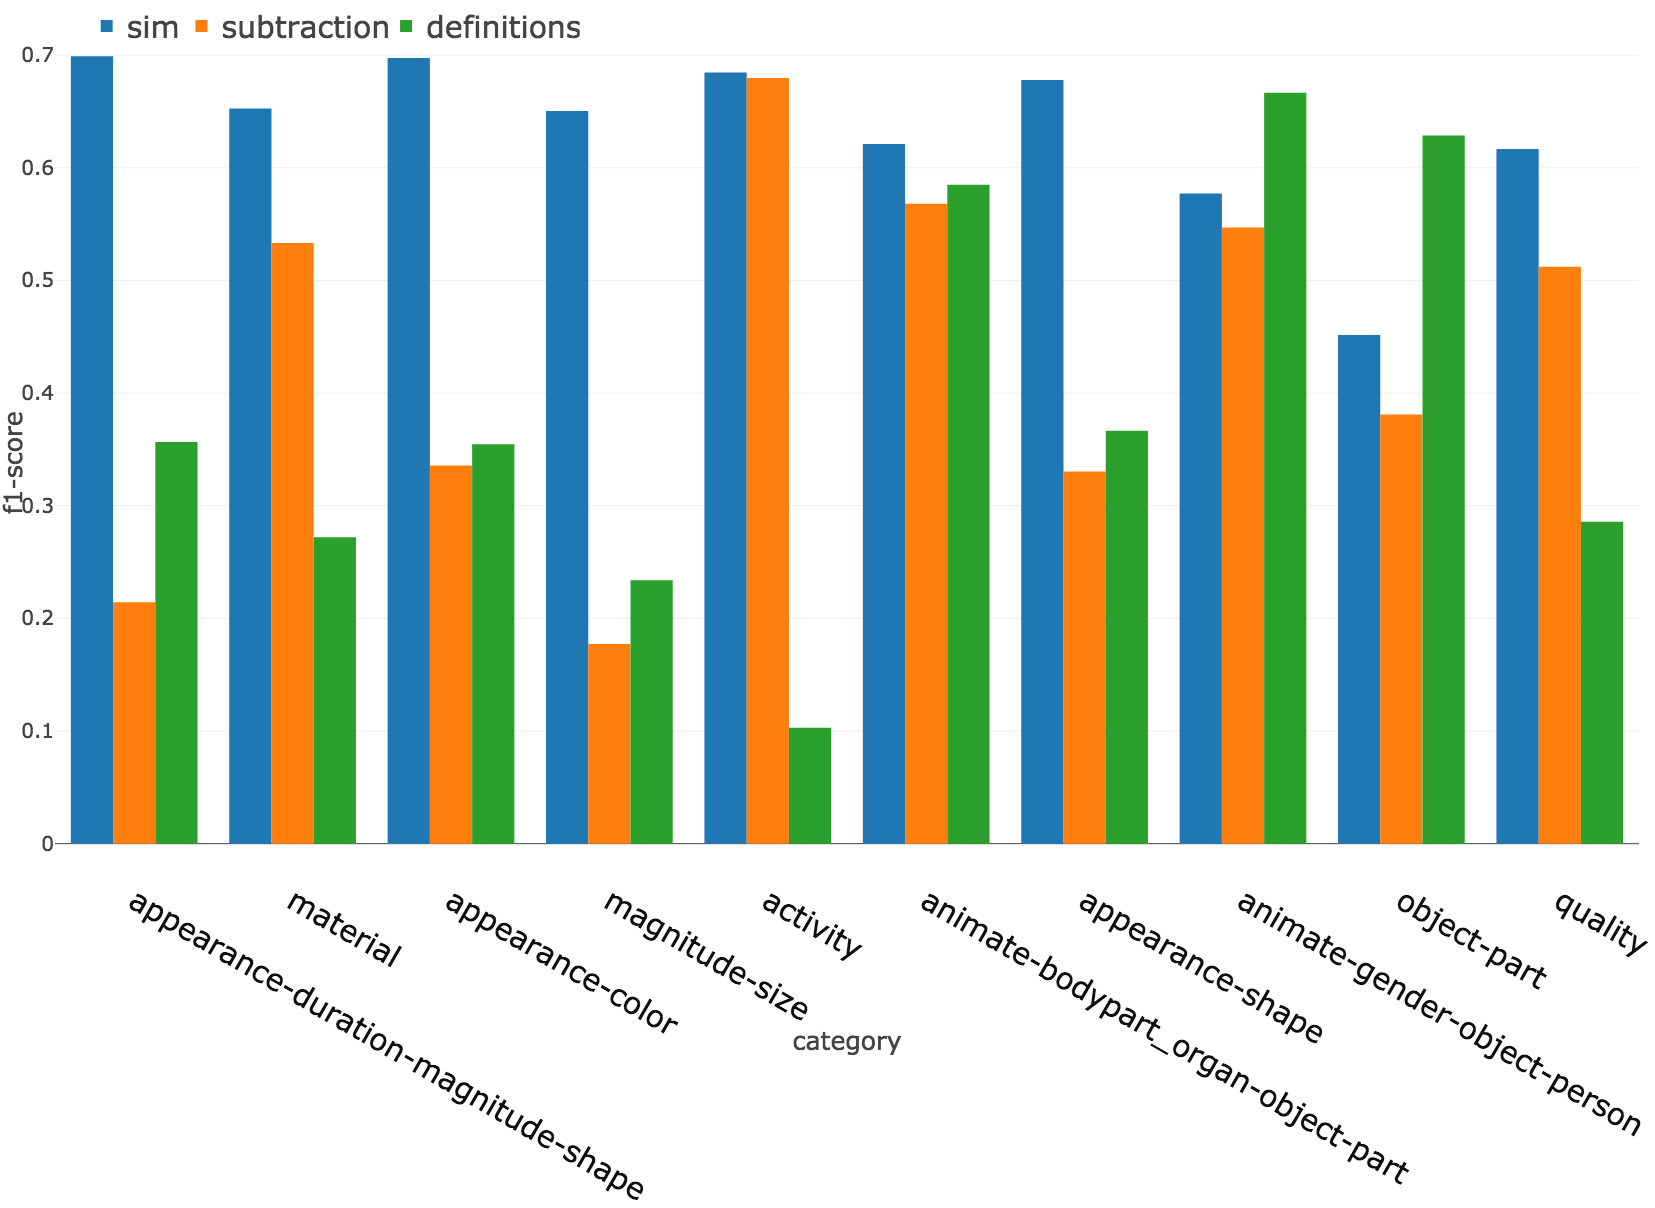 sim subtraction definitions
0.7
0.6
0.5
0.4
0.3
0.2
0.1
0
f1-score
appearance-duration-magnitude-shape
material
appearance-color
magnitude-size
activity
animate-bodypart_organ-object-part
appearance-shape
animate-gender-object-person
object-part
quality
category